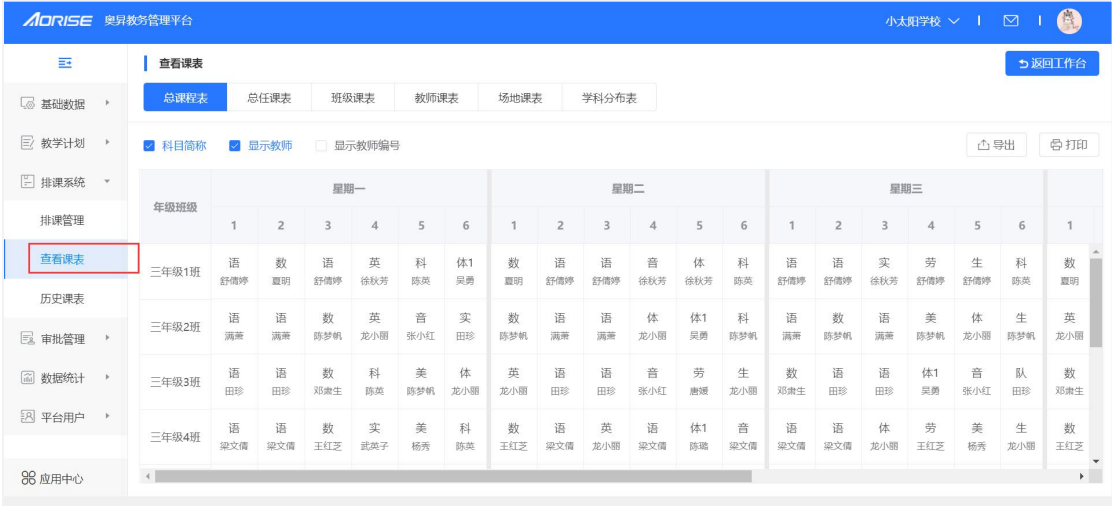 AORISE 奥昇教务管理平台 小太阳学校
查看课表 返回工作台
基础数据
总课程表 总任课表 班级课表 教师课表 场地课表 学科分布表
教学计划
科目简称 显示教师 显示教师编号 导出 打印
排课系统
年级班级 星期一 星期二 星期三
1 2 3 4 5 6 1 2 3 4 5 6 1 2 3 4 5 6 1
排课管理
查看课表
三年级1班 语 数 语 英 科 体1 数 语 语 音 体 科 语 语 实 劳 生 科 数
舒倩婷 夏明 舒倩婷 徐秋芳 陈英 吴勇 夏明 舒倩婷 舒倩婷 徐秋芳 徐秋芳 陈英 舒倩婷 舒倩婷 徐秋芳 舒倩婷 舒倩婷 陈英 夏明
历史课表
三年级2班 语 语 数 英 音 实 数 语 语 体 体1 科 语 数 语 美 体 生 英
满萧 满萧 陈梦帆 龙小丽 张小红 田珍 陈梦帆 满萧 满萧 龙小丽 吴勇 陈梦帆 满萧 陈梦帆 满萧 陈梦帆 龙小丽 陈梦帆 龙小丽
审批管理
三年级3班 语 语 数 科 美 体 英 语 语 音 劳 生 数 语 语 体1 音 队 数
田珍 田珍 邓肃生 陈英 陈梦帆 龙小丽 龙小丽 田珍 田珍 张小红 唐媛 龙小丽 邓肃生 田珍 田珍 吴勇 张小红 田珍 邓肃生
数据统计
平台用户
三年级4班 语 语 数 实 美 科 数 语 英 语 体1 音 语 语 体 劳 美 生 数
梁文倩 梁文倩 王红芝 武英子 杨秀 陈英 王红芝 梁文倩 龙小丽 梁文倩 陈璐 梁文倩 梁文倩 梁文倩 龙小丽 王红芝 杨秀 龙小丽 王红芝
应用中心